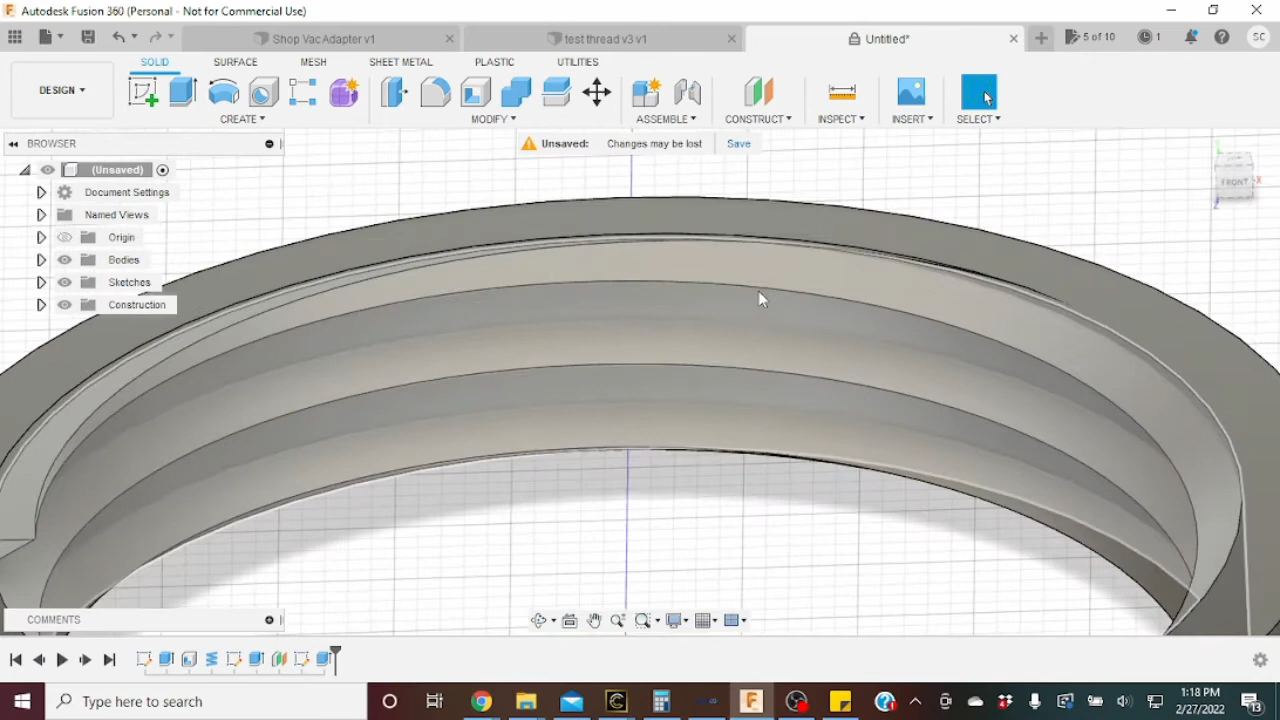 Autodesk Fusion 360 (Personal - Not for Commercial Use)
Shop Vac Adapter v1
test thread v3 v1
Untitled*
5 of 10
1
SC
DESIGN
SOLID
SURFACE
MESH
SHEET METAL
PLASTIC
UTILITIES
CREATE
MODIFY
ASSEMBLE
CONSTRUCT
INSPECT
INSERT
SELECT
BROWSER
Unsaved: Changes may be lost Save
(Unsaved)
Document Settings
Named Views
Origin
Bodies
Sketches
Construction
FRONT
X
Z
COMMENTS
Type here to search
1:18 PM
2/27/2022
13